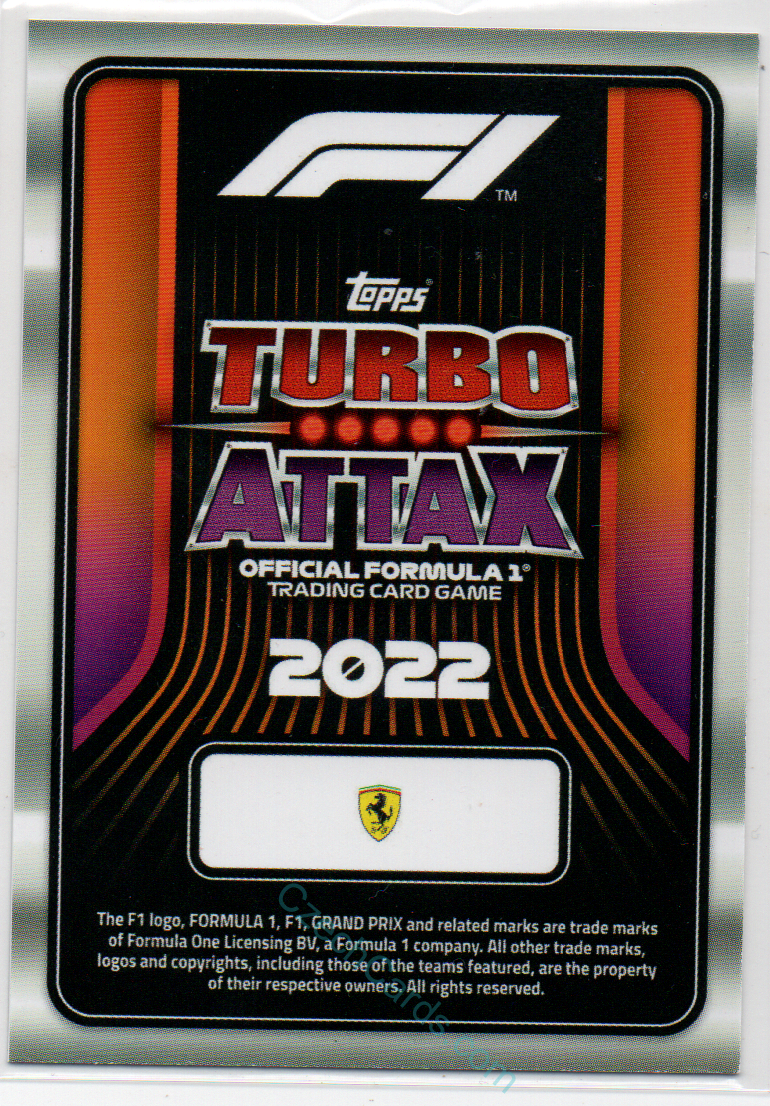 F1 TM
topps®
TURBO
ATTAX
OFFICIAL FORMULA 1®
TRADING CARD GAME
2022
The F1 logo, FORMULA 1, F1, GRAND PRIX and related marks are trade marks
of Formula One Licensing BV, a Formula 1 company. All other trade marks,
logos and copyrights, including those of the teams featured, are the property
of their respective owners. All rights reserved.